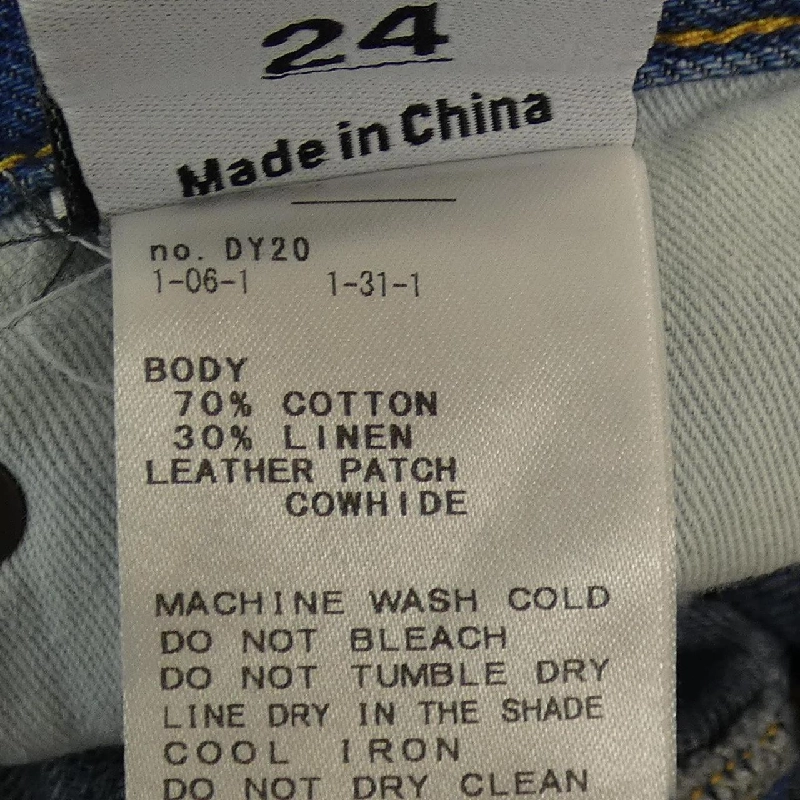 24
Made in China
no. DY20
1-06-1 1-31-1
BODY
70% COTTON
30% LINEN
LEATHER PATCH
COWHIDE
MACHINE WASH COLD
DO NOT BLEACH
DO NOT TUMBLE DRY
LINE DRY IN THE SHADE
COOL IRON
DO NOT DRY CLEAN